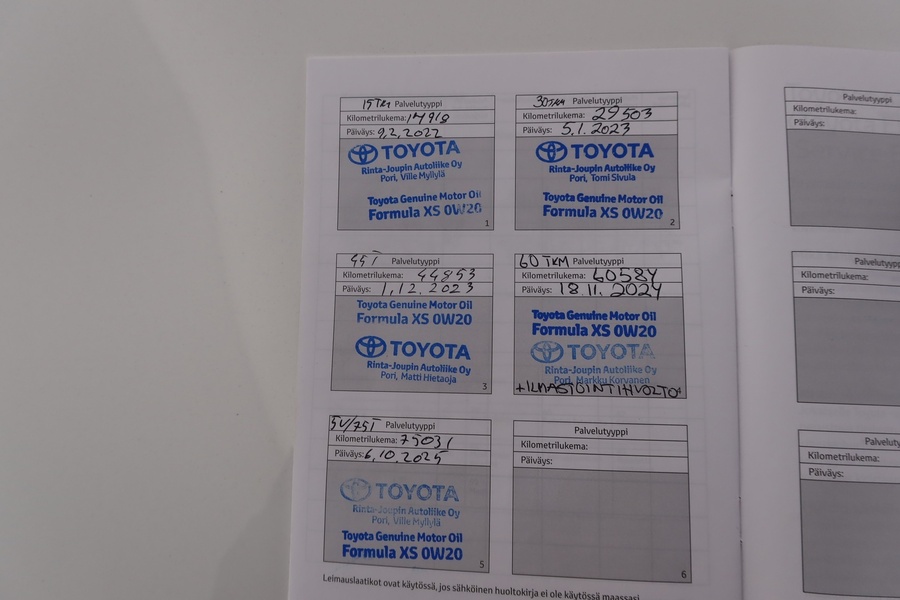 15TKM Palvelutyyppi
Kilometrilukema: 14918
Päiväys: 9.2.2022
TOYOTA
Rinta-Joupin Autoliike Oy
Pori, Ville Myllylä
Toyota Genuine Motor Oil
Formula XS 0W20
1
30TKM Palvelutyyppi
Kilometrilukema: 29503
Päiväys: 5.1.2023
TOYOTA
Rinta-Joupin Autoliike Oy
Pori, Tomi Sivula
Toyota Genuine Motor Oil
Formula XS 0W20
2
45T Palvelutyyppi
Kilometrilukema: 44853
Päiväys: 1.12.2023
Toyota Genuine Motor Oil
Formula XS 0W20
TOYOTA
Rinta-Joupin Autoliike Oy
Pori, Matti Hietaoja
3
60TKM Palvelutyyppi
Kilometrilukema: 60584
Päiväys: 18.11.2024
Toyota Genuine Motor Oil
Formula XS 0W20
TOYOTA
Rinta-Joupin Autoliike Oy
Pori, Markku Korvanen
+ILMASTOINTIHUOLTO+
5V/75T Palvelutyyppi
Kilometrilukema: 75031
Päiväys: 6.10.2025
TOYOTA
Rinta-Joupin Autoliike Oy
Pori, Ville Myllylä
Toyota Genuine Motor Oil
Formula XS 0W20
5
Palvelutyyppi
Kilometrilukema:
Päiväys:
6
Leimauslaatikot ovat käytössä, jos sähköinen huoltokirja ei ole käytössä maassasi
Palvelutyyppi
Kilometrilukema:
Päiväys:
Palvelutyypp
Kilometrilukema:
Päiväys:
Palveluty
Kilometrilukema:
Päiväys: